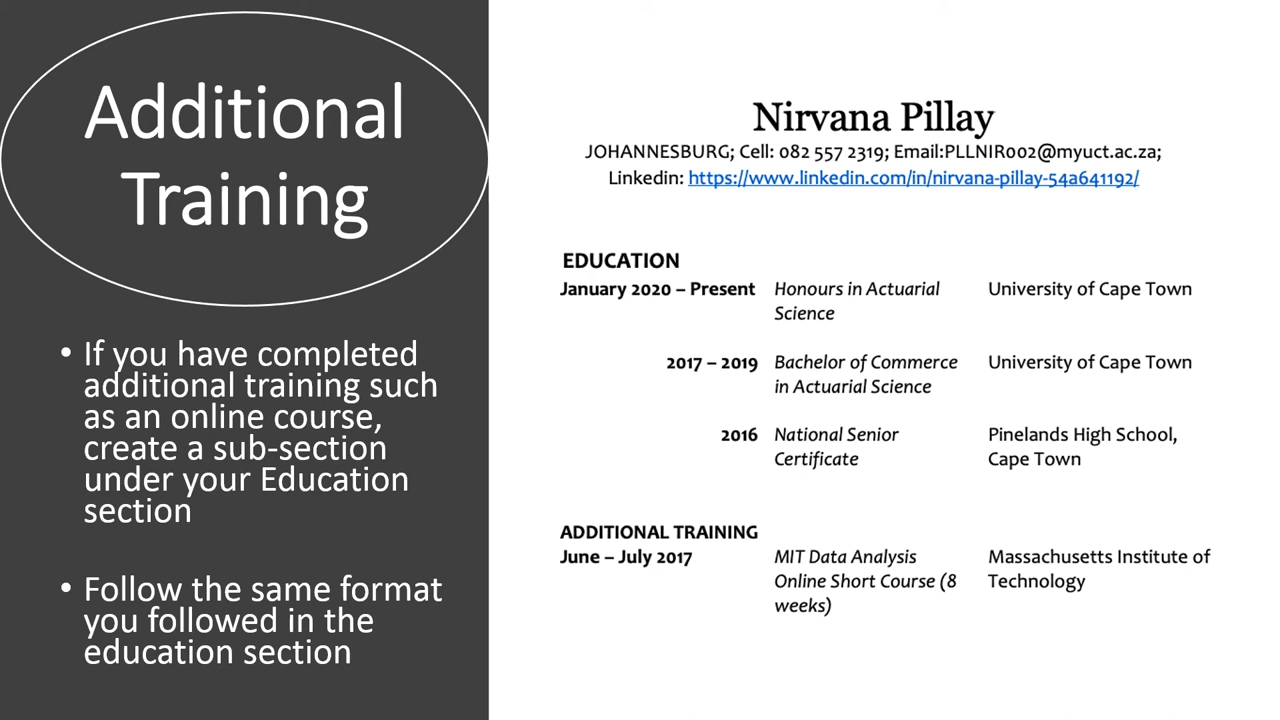 Additional
Training
• If you have completed
additional training such
as an online course,
create a sub-section
under your Education
section
• Follow the same format
you followed in the
education section
Nirvana Pillay
JOHANNESBURG; Cell: 082 557 2319; Email:PLLNIR002@myuct.ac.za;
Linkedin: https://www.linkedin.com/in/nirvana-pillay-54a641192/
EDUCATION
January 2020 – Present Honours in Actuarial University of Cape Town
Science
2017 – 2019 Bachelor of Commerce University of Cape Town
in Actuarial Science
2016 National Senior Pinelands High School,
Certificate Cape Town
ADDITIONAL TRAINING
June – July 2017 MIT Data Analysis Massachusetts Institute of
Online Short Course (8 Technology
weeks)